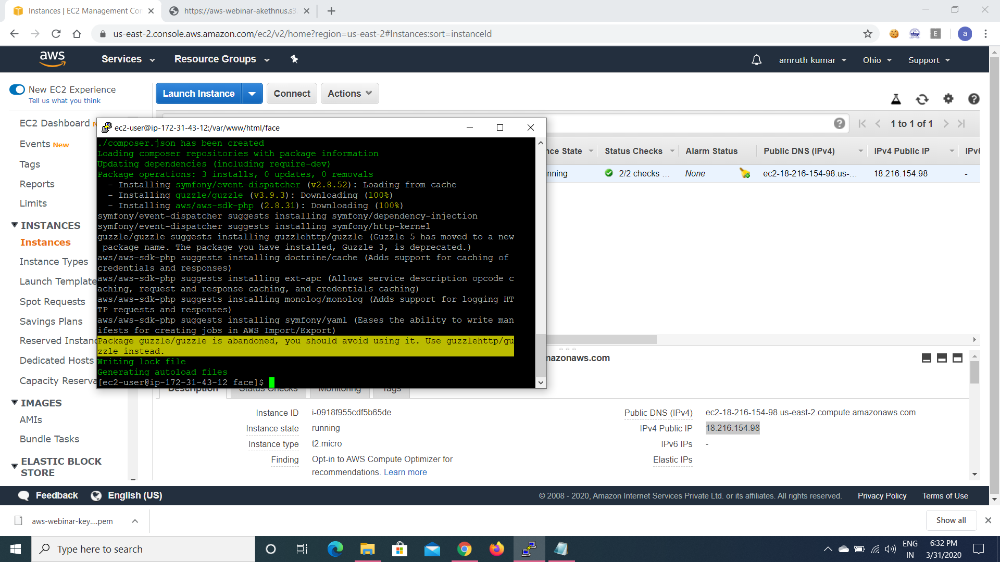 Instances | EC2 Management Con
https://aws-webinar-akethnus.s3.
us-east-2.console.aws.amazon.com/ec2/v2/home?region=us-east-2#Instances:sort=instanceId
E
a
aws
Services
Resource Groups
amruth kumar
Ohio
Support
New EC2 Experience
Tell us what you think
Launch Instance
Connect
Actions
EC2 Dashboard
Events New
Tags
Reports
Limits
INSTANCES
Instances
Instance Types
Launch Template
Spot Requests
Savings Plans
Reserved Instanc
Dedicated Hosts
Capacity Reserva
IMAGES
AMIs
Bundle Tasks
ELASTIC BLOCK
STORE
1 to 1 of 1
nce State
Status Checks
Alarm Status
Public DNS (IPv4)
IPv4 Public IP
IPv6
nning
2/2 checks ...
None
ec2-18-216-154-98.us-...
18.216.154.98
-
ec2-user@ip-172-31-43-12:/var/www/html/face
./composer.json has been created
Loading composer repositories with package information
Updating dependencies (including require-dev)
Package operations: 3 installs, 0 updates, 0 removals
- Installing symfony/event-dispatcher (v2.8.52): Loading from cache
- Installing guzzle/guzzle (v3.9.3): Downloading (100%)
- Installing aws/aws-sdk-php (2.8.31): Downloading (100%)
symfony/event-dispatcher suggests installing symfony/dependency-injection
symfony/event-dispatcher suggests installing symfony/http-kernel
guzzle/guzzle suggests installing guzzlehttp/guzzle (Guzzle 5 has moved to a new
package name. The package you have installed, Guzzle 3, is deprecated.)
aws/aws-sdk-php suggests installing doctrine/cache (Adds support for caching of
credentials and responses)
aws/aws-sdk-php suggests installing ext-apc (Allows service description opcode c
aching, request and response caching, and credentials caching)
aws/aws-sdk-php suggests installing monolog/monolog (Adds support for logging HT
TP requests and responses)
aws/aws-sdk-php suggests installing symfony/yaml (Eases the ability to write man
ifests for creating jobs in AWS Import/Export)
Package guzzle/guzzle is abandoned, you should avoid using it. Use guzzlehttp/gu
zzle instead.
Writing lock file
Generating autoload files
[ec2-user@ip-172-31-43-12 face]$
mazonaws.com
Description
Status Checks
Monitoring
Tags
Instance ID
i-0918f955cdf5b65de
Instance state
running
Instance type
t2.micro
Finding
Opt-in to AWS Compute Optimizer for
recommendations. Learn more
Public DNS (IPv4)
ec2-18-216-154-98.us-east-2.compute.amazonaws.com
IPv4 Public IP
18.216.154.98
IPv6 IPs
-
Elastic IPs
Feedback
English (US)
© 2008 - 2020, Amazon Internet Services Private Ltd. or its affiliates. All rights reserved.
Privacy Policy
Terms of Use
aws-webinar-key....pem
Show all
Type here to search
ENG
IN
6:32 PM
3/31/2020